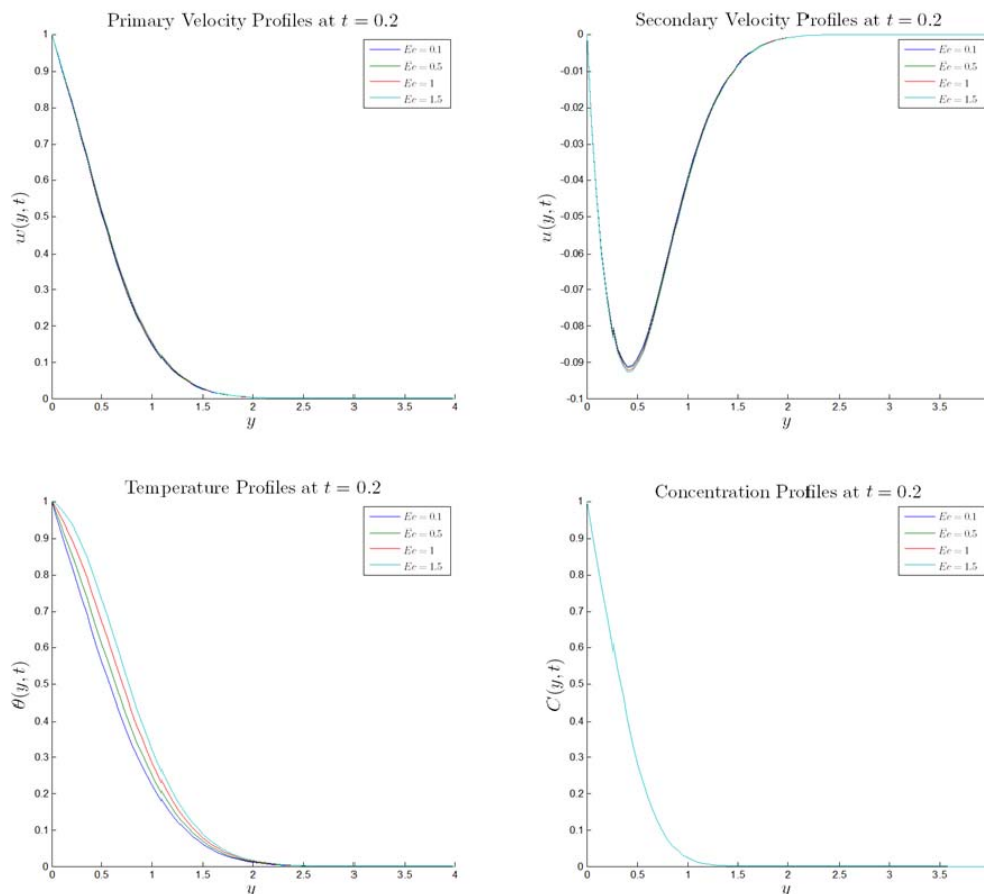 Primary Velocity Profiles at t = 0.2
1
0.9
0.8
0.7
0.6
0.5
0.4
0.3
0.2
0.1
0
w(y, t)
0
0.5
1
1.5
2
2.5
3
3.5
4
y
Ec = 0.1
Ec = 0.5
Ec = 1
Ec = 1.5
Secondary Velocity Profiles at t = 0.2
0
-0.01
-0.02
-0.03
-0.04
-0.05
-0.06
-0.07
-0.08
-0.09
-0.1
u(y, t)
0
0.5
1
1.5
2
2.5
3
3.5
y
Ec = 0.1
Ec = 0.5
Ec = 1
Ec = 1.5
Temperature Profiles at t = 0.2
1
0.9
0.8
0.7
0.6
0.5
0.4
0.3
0.2
0.1
0
θ(y, t)
0
0.5
1
1.5
2
2.5
3
3.5
4
y
Ec = 0.1
Ec = 0.5
Ec = 1
Ec = 1.5
Concentration Profiles at t = 0.2
1
0.9
0.8
0.7
0.6
0.5
0.4
0.3
0.2
0.1
0
C(y, t)
0
0.5
1
1.5
2
2.5
3
3.5
y
Ec = 0.1
Ec = 0.5
Ec = 1
Ec = 1.5